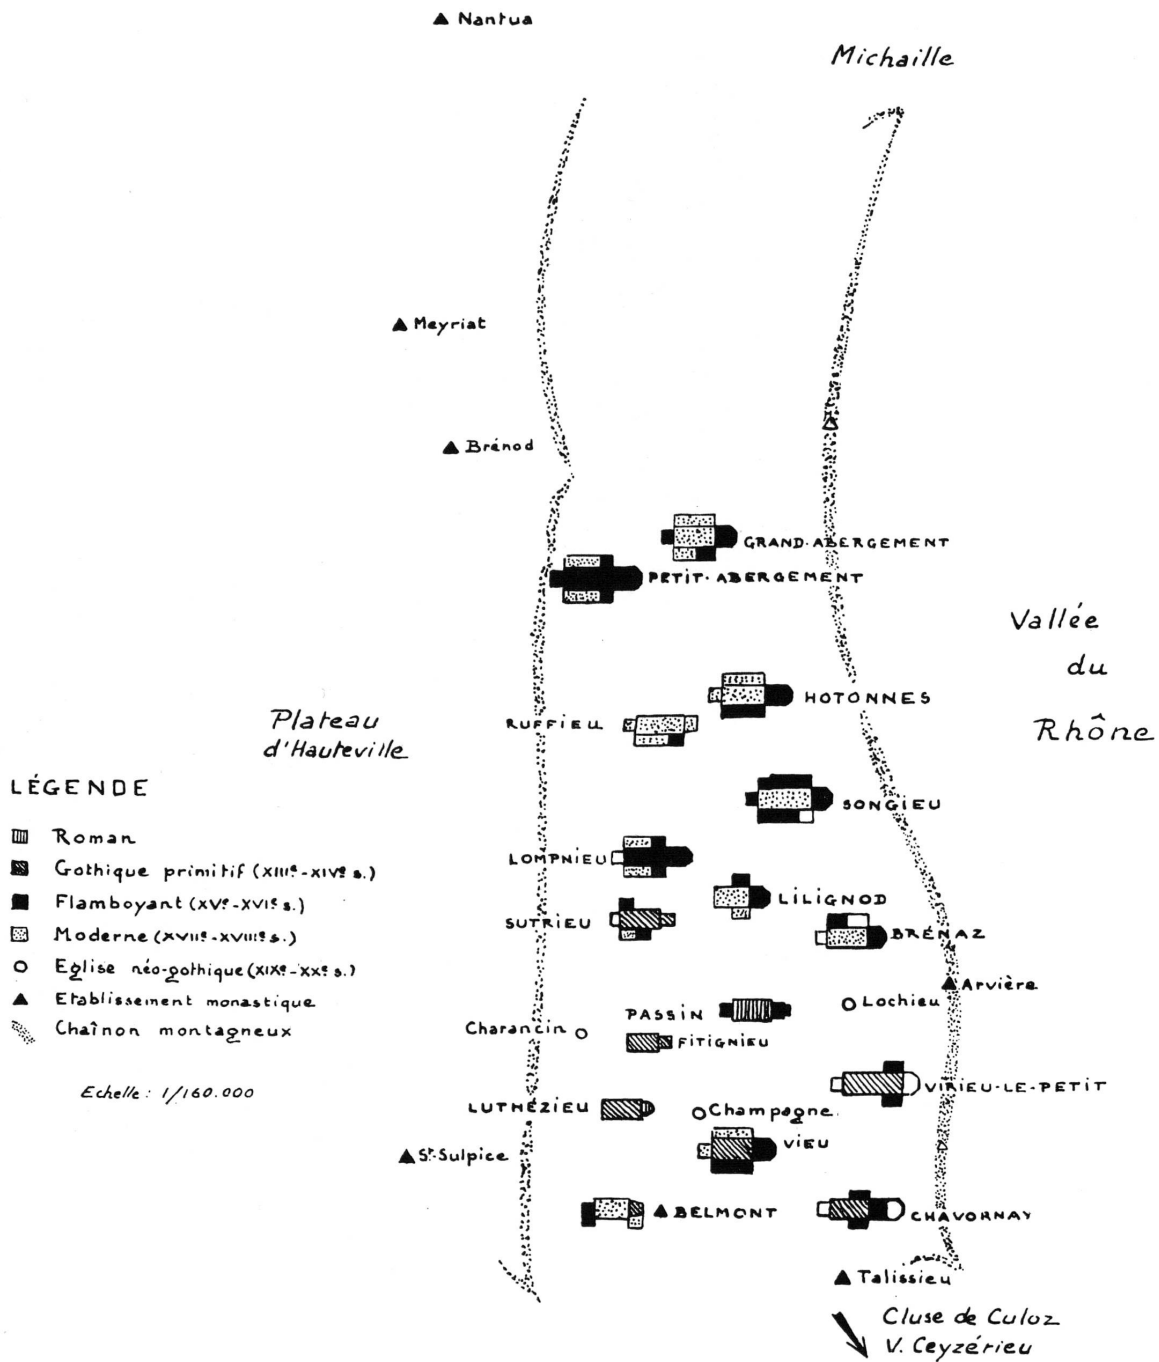 Nantua
Michaille
Meyriat
Brénod
GRAND-ABERGEMENT
PETIT-ABERGEMENT
Vallée
du
Rhône
HOTONNES
Plateau
d'Hauteville
RUFFIEU
LÉGENDE
Roman
Gothique primitif (XIIIe-XIVe s.)
Flamboyant (XVe-XVIe s.)
Moderne (XVIIe-XVIIIe s.)
Eglise néo-gothique (XIXe-XXe s.)
Etablissement monastique
Chaînon montagneux
Echelle : 1/160.000
SONGIEU
LOMPNIEU
LILIGNOD
SUTRIEU
BRÉNAZ
Arvière
Lochieu
PASSIN
Charancin
FITIGNIEU
VIRIEU-LE-PETIT
LUTHÉZIEU
Champagne
VIEU
St-Sulpice
BELMONT
CHAVORNAY
Talissieu
Cluse de Culoz
V. Ceyzérieu